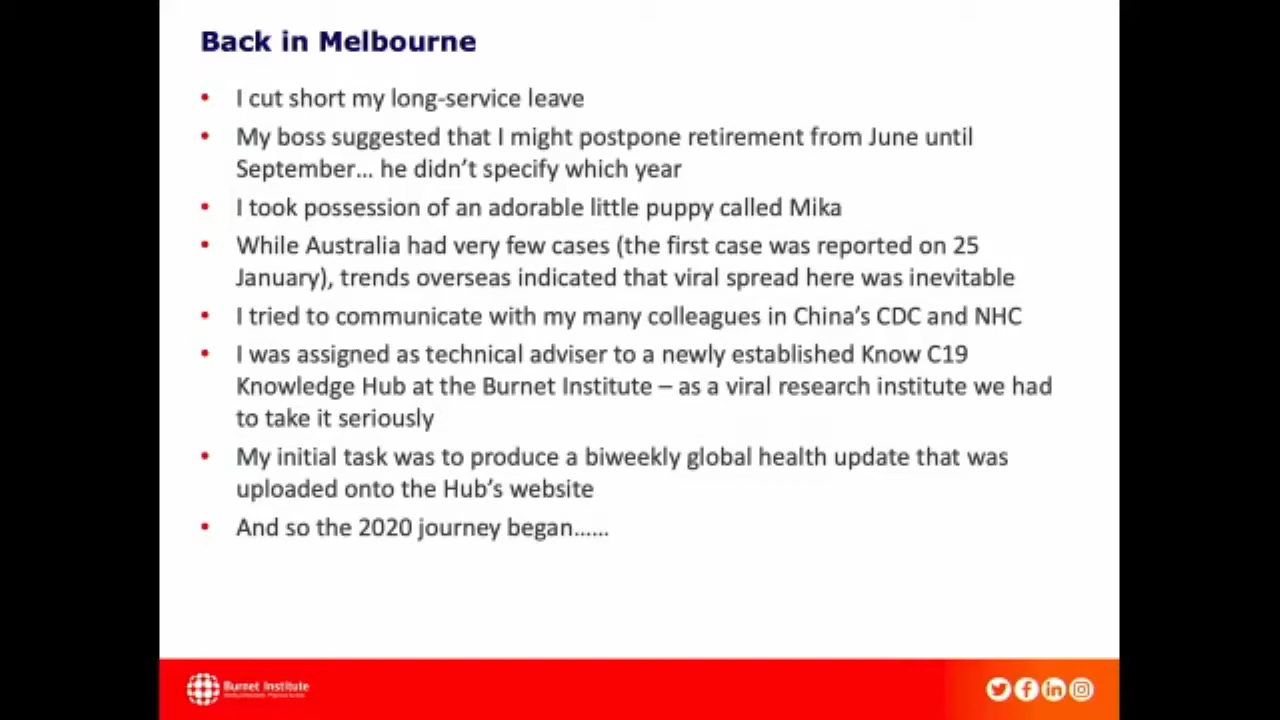 Back in Melbourne
• I cut short my long-service leave
• My boss suggested that I might postpone retirement from June until
September... he didn't specify which year
• I took possession of an adorable little puppy called Mika
• While Australia had very few cases (the first case was reported on 25
January), trends overseas indicated that viral spread here was inevitable
• I tried to communicate with my many colleagues in China's CDC and NHC
• I was assigned as technical adviser to a newly established Know C19
Knowledge Hub at the Burnet Institute – as a viral research institute we had
to take it seriously
• My initial task was to produce a biweekly global health update that was
uploaded onto the Hub's website
• And so the 2020 journey began......
Burnet Institute